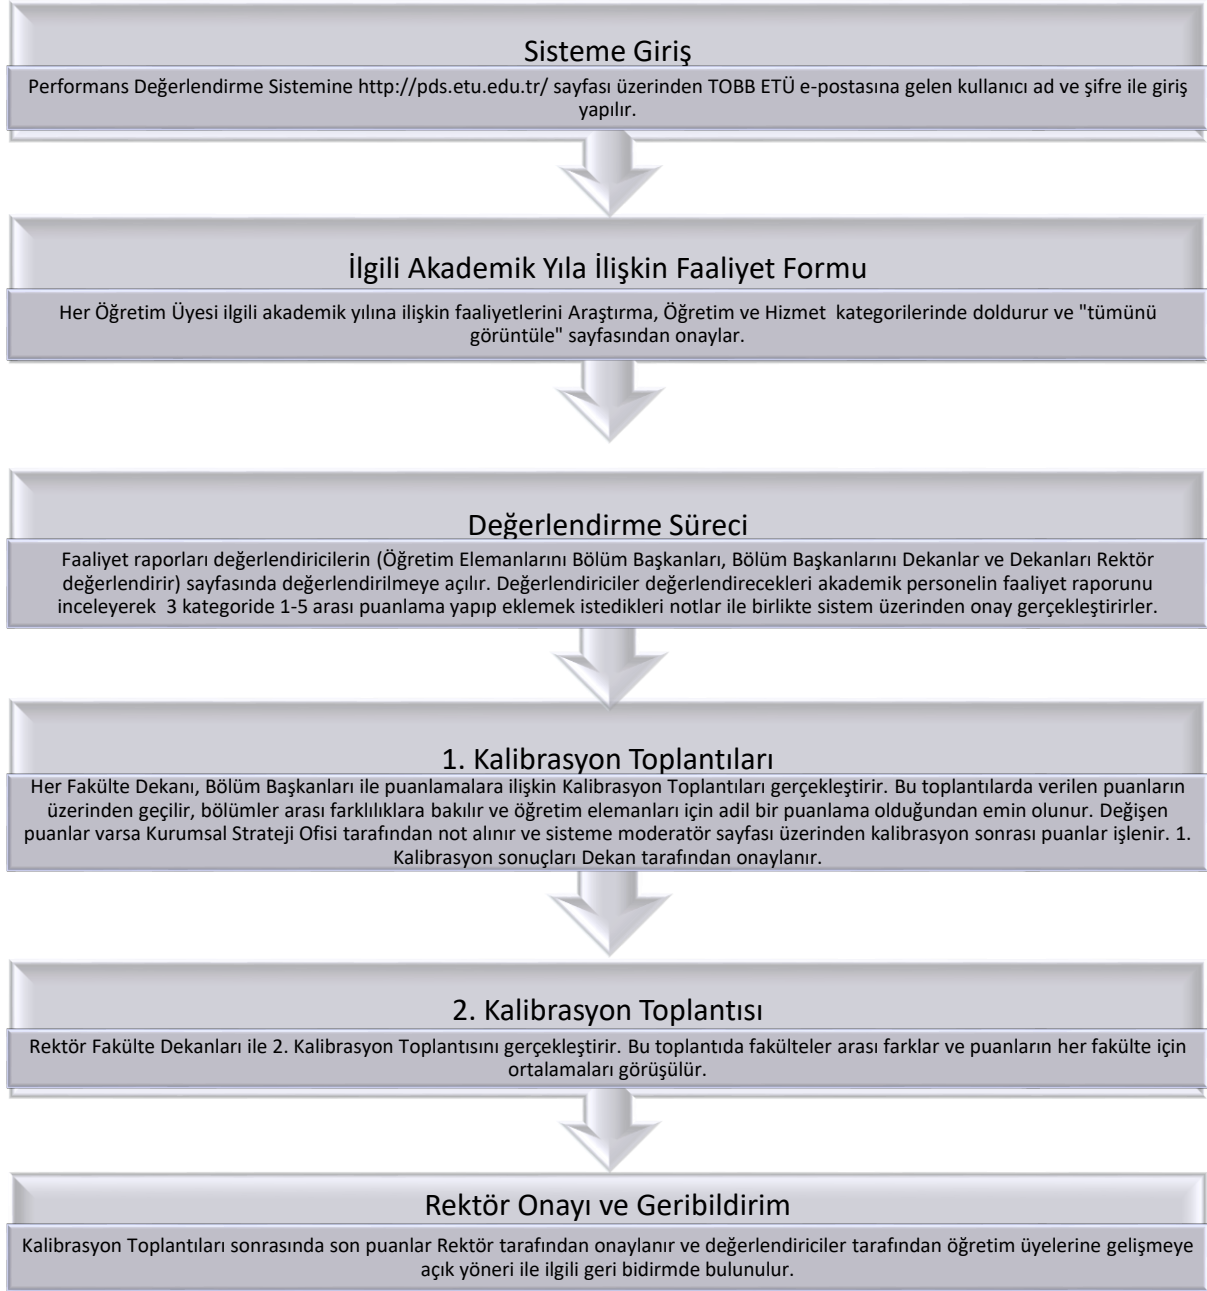 Sisteme Giriş
Performans Değerlendirme Sistemine http://pds.etu.edu.tr/ sayfası üzerinden TOBB ETÜ e-postasına gelen kullanıcı ad ve şifre ile giriş
yapılır.
İlgili Akademik Yıla İlişkin Faaliyet Formu
Her Öğretim Üyesi ilgili akademik yılına ilişkin faaliyetlerini Araştırma, Öğretim ve Hizmet kategorilerinde doldurur ve "tümünü
görüntüle" sayfasından onaylar.
Değerlendirme Süreci
Faaliyet raporları değerlendiricilerin (Öğretim Elemanlarını Bölüm Başkanları, Bölüm Başkanlarını Dekanlar ve Dekanları Rektör
değerlendirir) sayfasında değerlendirilmeye açılır. Değerlendiriciler değerlendirecekleri akademik personelin faaliyet raporunu
inceleyerek 3 kategoride 1-5 arası puanlama yapıp eklemek istedikleri notlar ile birlikte sistem üzerinden onay gerçekleştirirler.
1. Kalibrasyon Toplantıları
Her Fakülte Dekanı, Bölüm Başkanları ile puanlamalara ilişkin Kalibrasyon Toplantıları gerçekleştirir. Bu toplantılarda verilen puanların
üzerinden geçilir, bölümler arası farklılıklara bakılır ve öğretim elemanları için adil bir puanlama olduğundan emin olunur. Değişen
puanlar varsa Kurumsal Strateji Ofisi tarafından not alınır ve sisteme moderatör sayfası üzerinden kalibrasyon sonrası puanlar işlenir. 1.
Kalibrasyon sonuçları Dekan tarafından onaylanır.
2. Kalibrasyon Toplantısı
Rektör Fakülte Dekanları ile 2. Kalibrasyon Toplantısını gerçekleştirir. Bu toplantıda fakülteler arası farklar ve puanların her fakülte için
ortalamaları görüşülür.
Rektör Onayı ve Geribildirim
Kalibrasyon Toplantıları sonrasında son puanlar Rektör tarafından onaylanır ve değerlendiriciler tarafından öğretim üyelerine gelişmeye
açık yöneri ile ilgili geri bidirmde bulunulur.